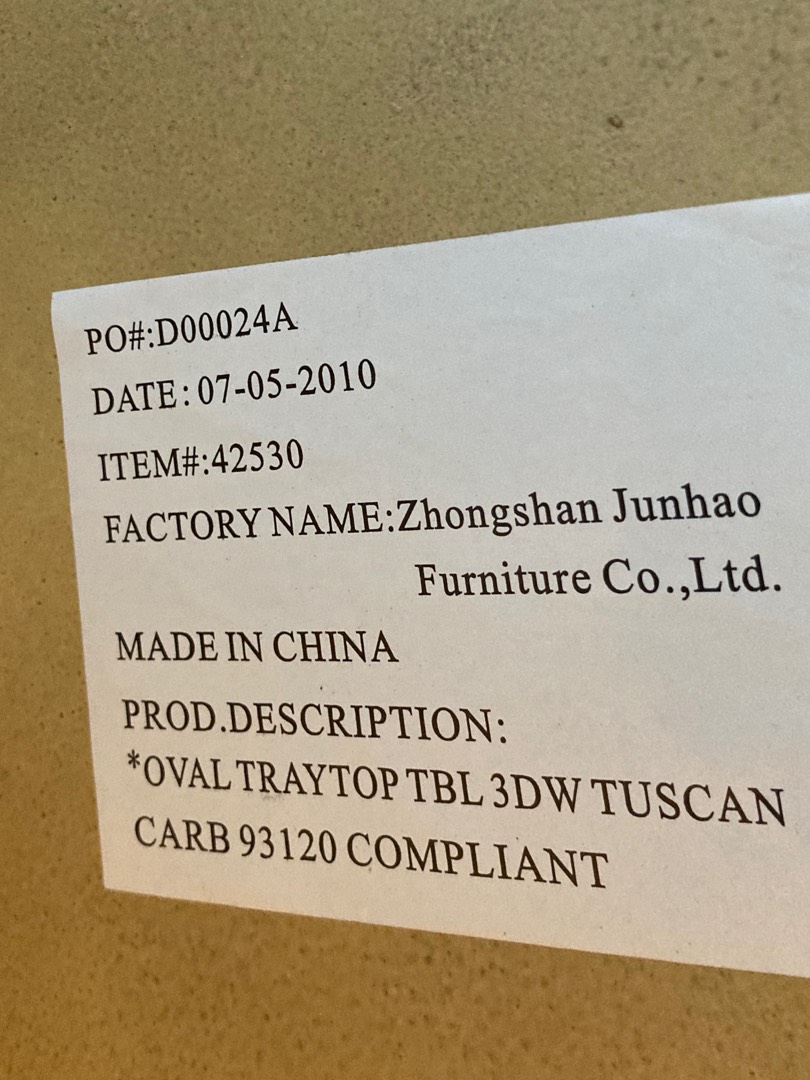 PO#:D00024A
DATE: 07-05-2010
ITEM#:42530
FACTORY NAME:Zhongshan Junhao
Furniture Co.,Ltd.
MADE IN CHINA
PROD.DESCRIPTION:
*OVAL TRAYTOP TBL 3DW TUSCAN
CARB 93120 COMPLIANT